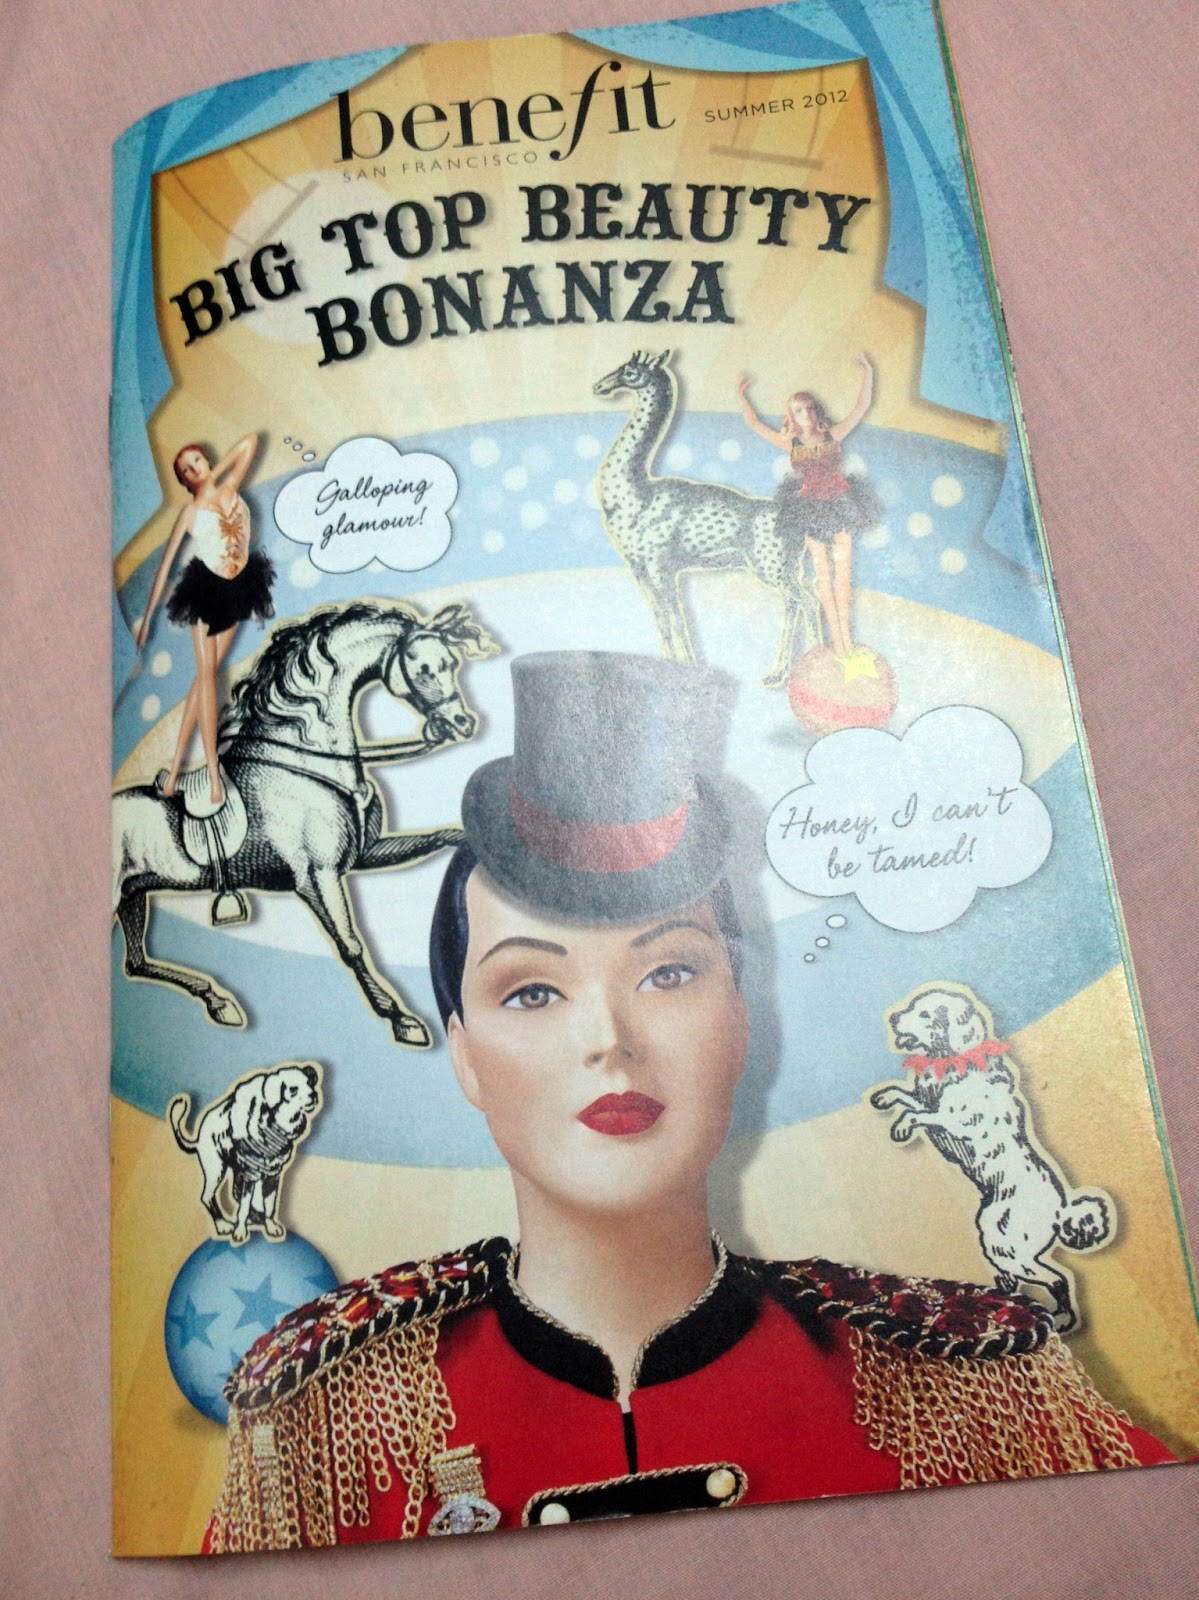 benefit
SUMMER 2012
SAN FRANCISCO
BIG TOP BEAUTY
BONANZA
Galloping
glamour!
Honey, I can't
be tamed!